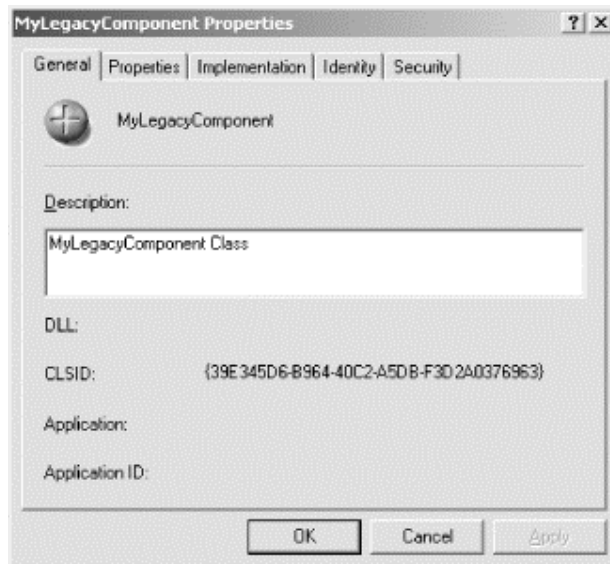 MyLegacyComponent Properties ? ×
General Properties Implementation Identity Security
MyLegacyComponent
Description:
MyLegacyComponent Class
DLL:
CLSID: {39E345D6-B964-40C2-A5DB-F3D2A0376963}
Application:
Application ID:
OK Cancel Apply